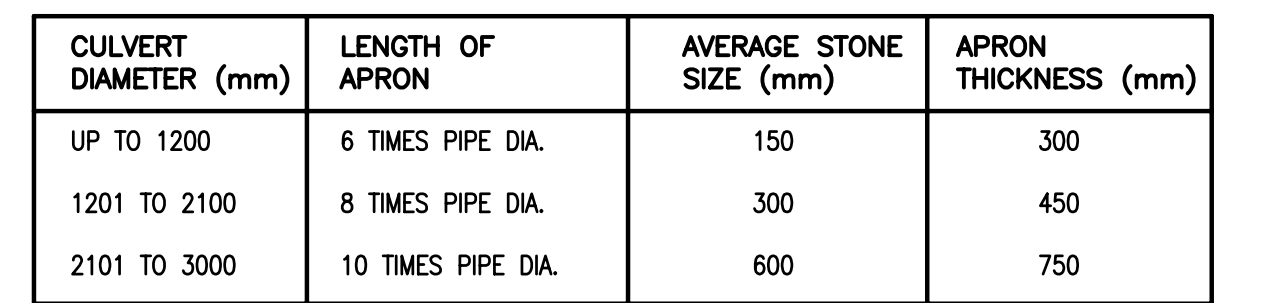 CULVERT DIAMETER (mm) LENGTH OF APRON AVERAGE STONE SIZE (mm) APRON THICKNESS (mm)
UP TO 1200 6 TIMES PIPE DIA. 150 300
1201 TO 2100 8 TIMES PIPE DIA. 300 450
2101 TO 3000 10 TIMES PIPE DIA. 600 750